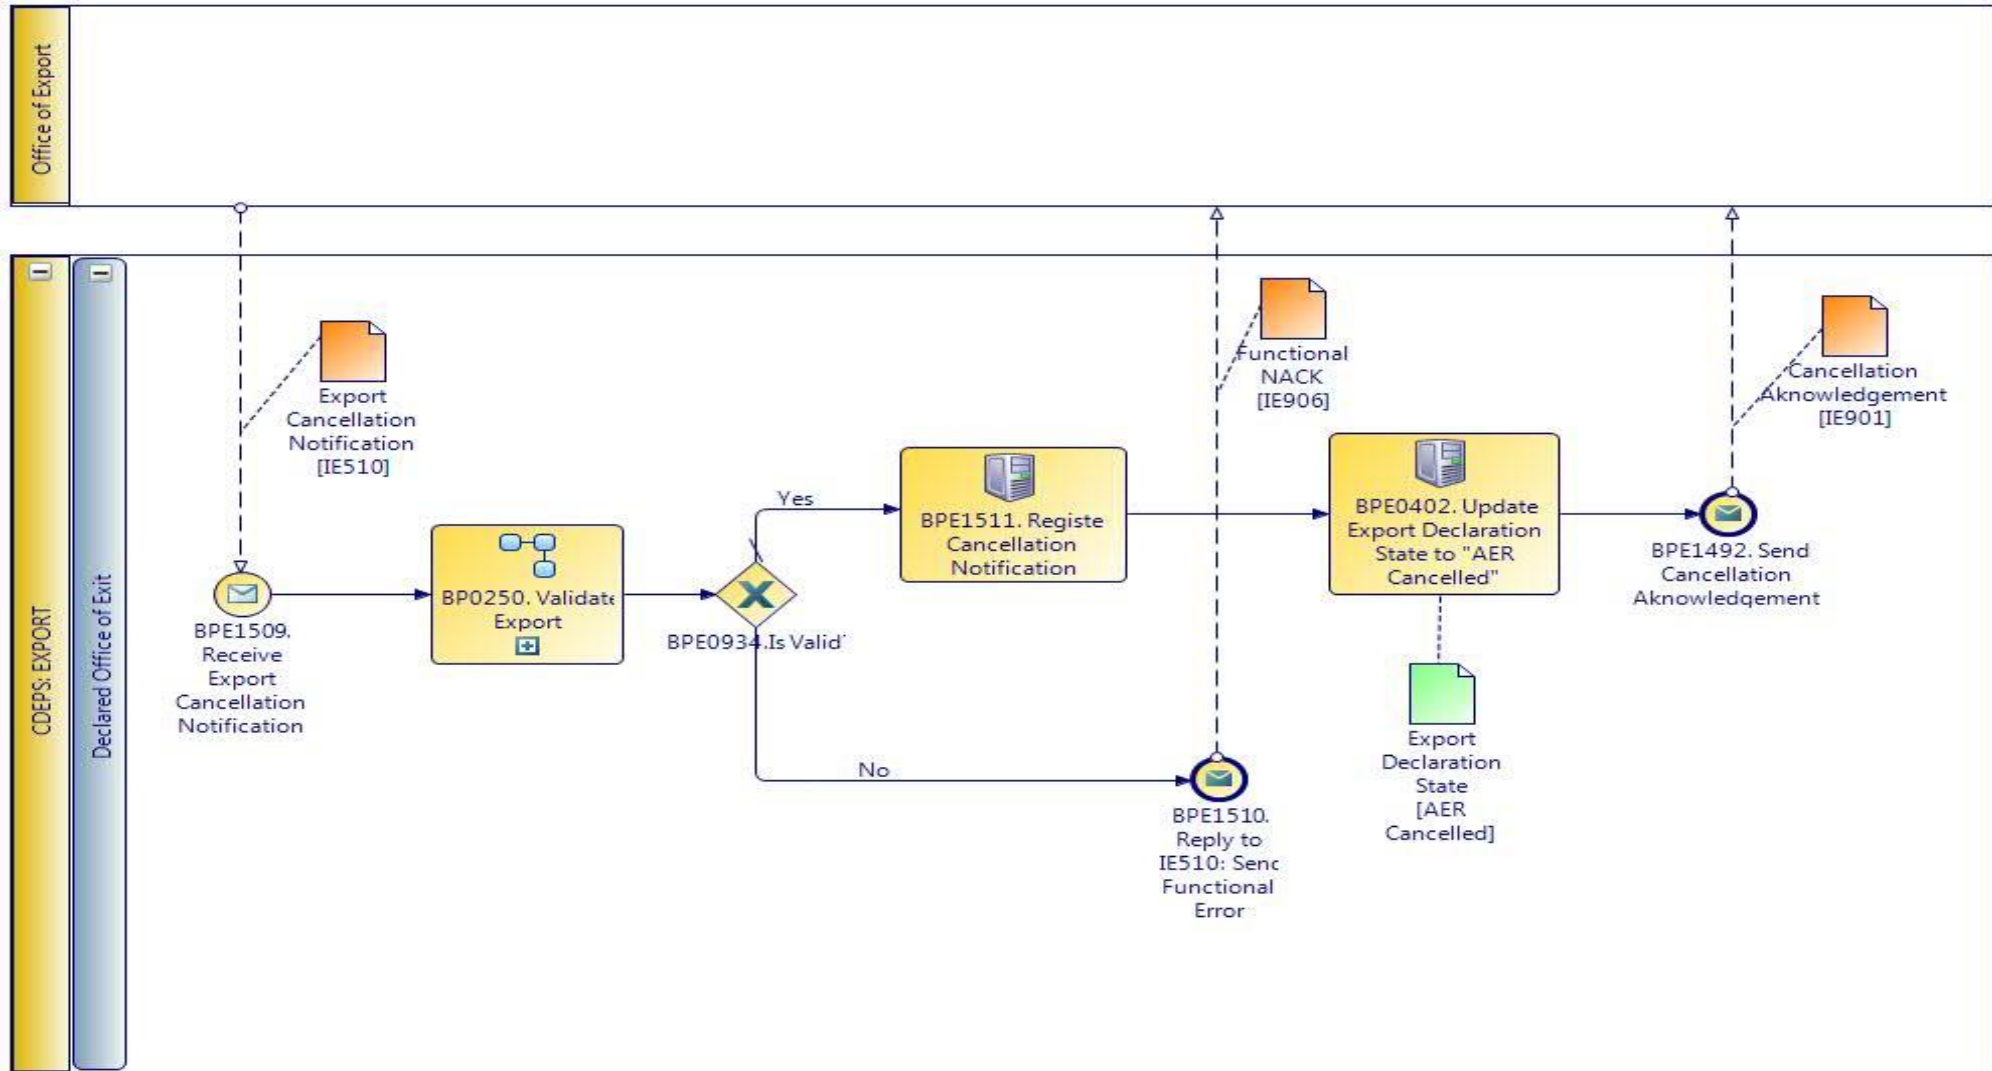 Office of Export
CDEPS: EXPORT
Declared Office of Exit
Export
Cancellation
Notification
[IE510]
BPE1509.
Receive
Export
Cancellation
Notification
BP0250. Validate
Export
BPE0934.Is Valid
Yes
No
BPE1511. Registe
Cancellation
Notification
Functional
NACK
[IE906]
BPE1510.
Reply to
IE510: Senc
Functional
Error
BPE0402. Update
Export Declaration
State to "AER
Cancelled"
Export
Declaration
State
[AER
Cancelled]
Cancellation
Aknowledgement
[IE901]
BPE1492. Send
Cancellation
Aknowledgement